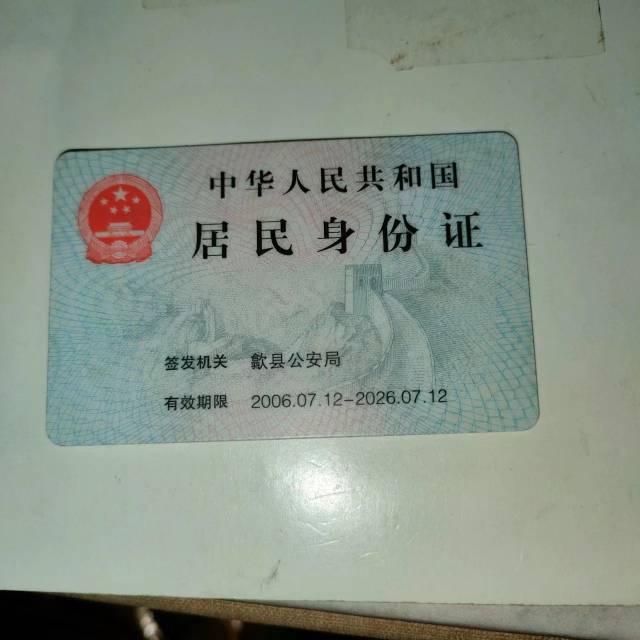 中华人民共和国
居民身份证
签发机关 歙县公安局
有效期限 2006.07.12-2026.07.12